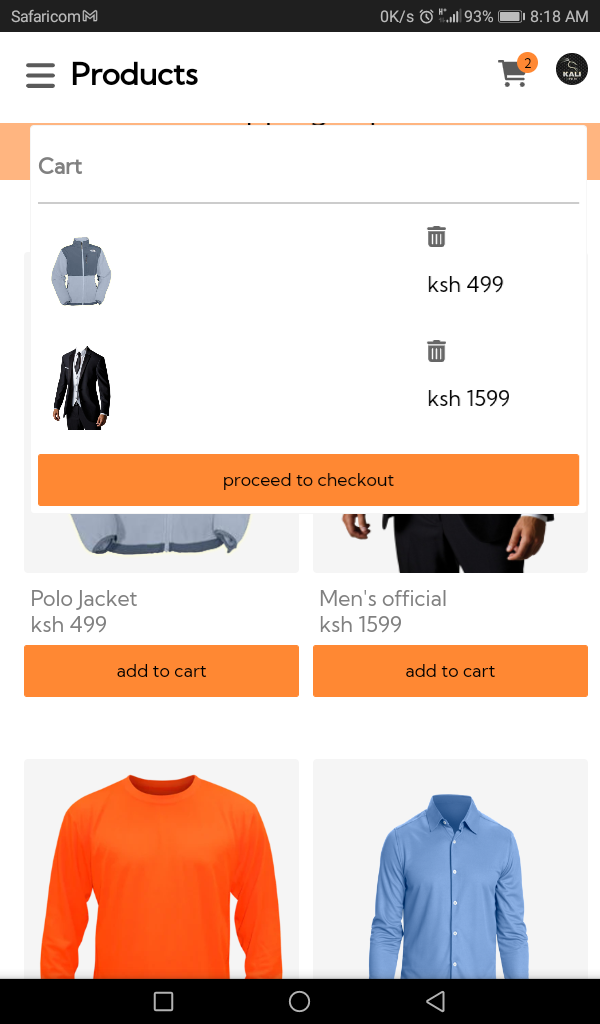 Safaricom
0K/s 93% 8:18 AM
Products
2
KALI
Cart
ksh 499
ksh 1599
proceed to checkout
Polo Jacket
Men's official
ksh 499
ksh 1599
add to cart
add to cart